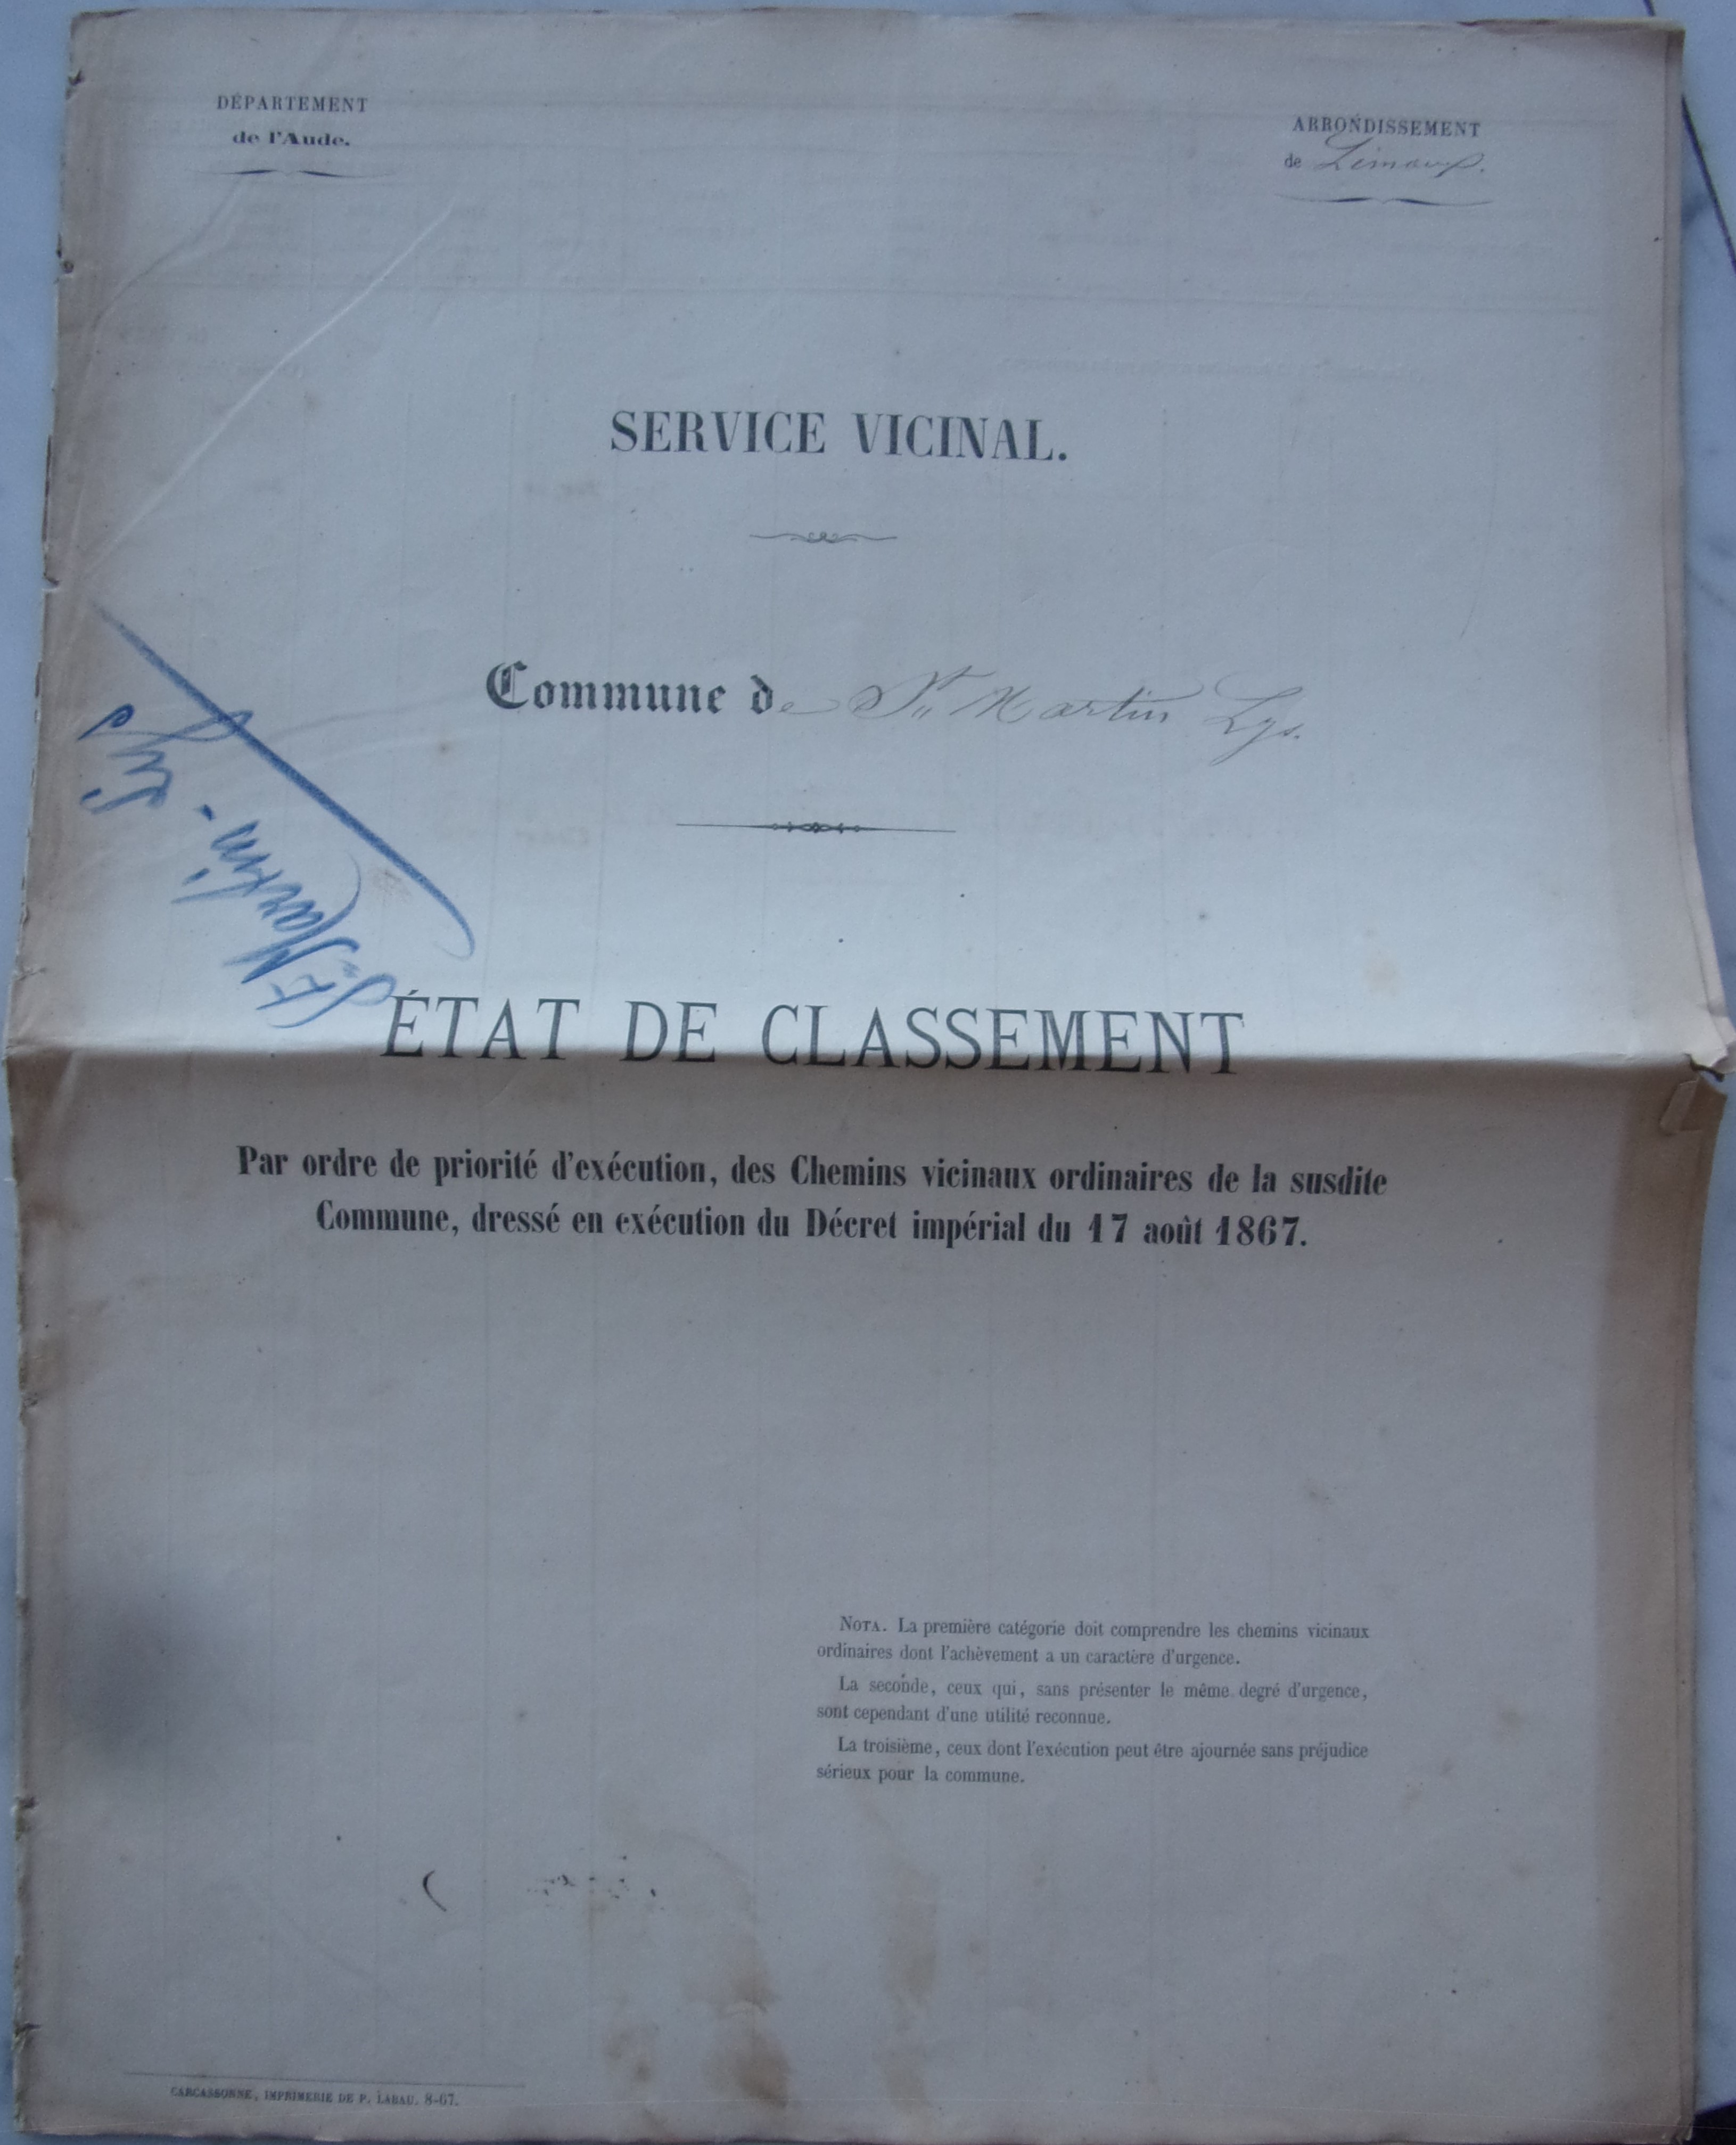 DÉPARTEMENT
de l'Aude.
ARRONDISSEMENT
de Limoux.
SERVICE VICINAL.
Commune de St Martin Lys.
St Martin - Lys
ÉTAT DE CLASSEMENT
Par ordre de priorité d'exécution, des Chemins vicinaux ordinaires de la susdite
Commune, dressé en exécution du Décret impérial du 17 août 1867.
NOTA. La première catégorie doit comprendre les chemins vicinaux
ordinaires dont l'achèvement a un caractère d'urgence.
La seconde, ceux qui, sans présenter le même degré d'urgence,
sont cependant d'une utilité reconnue.
La troisième, ceux dont l'exécution peut être ajournée sans préjudice
sérieux pour la commune.
CARCASSONNE, IMPRIMERIE DE P. LABAU. 8-67.